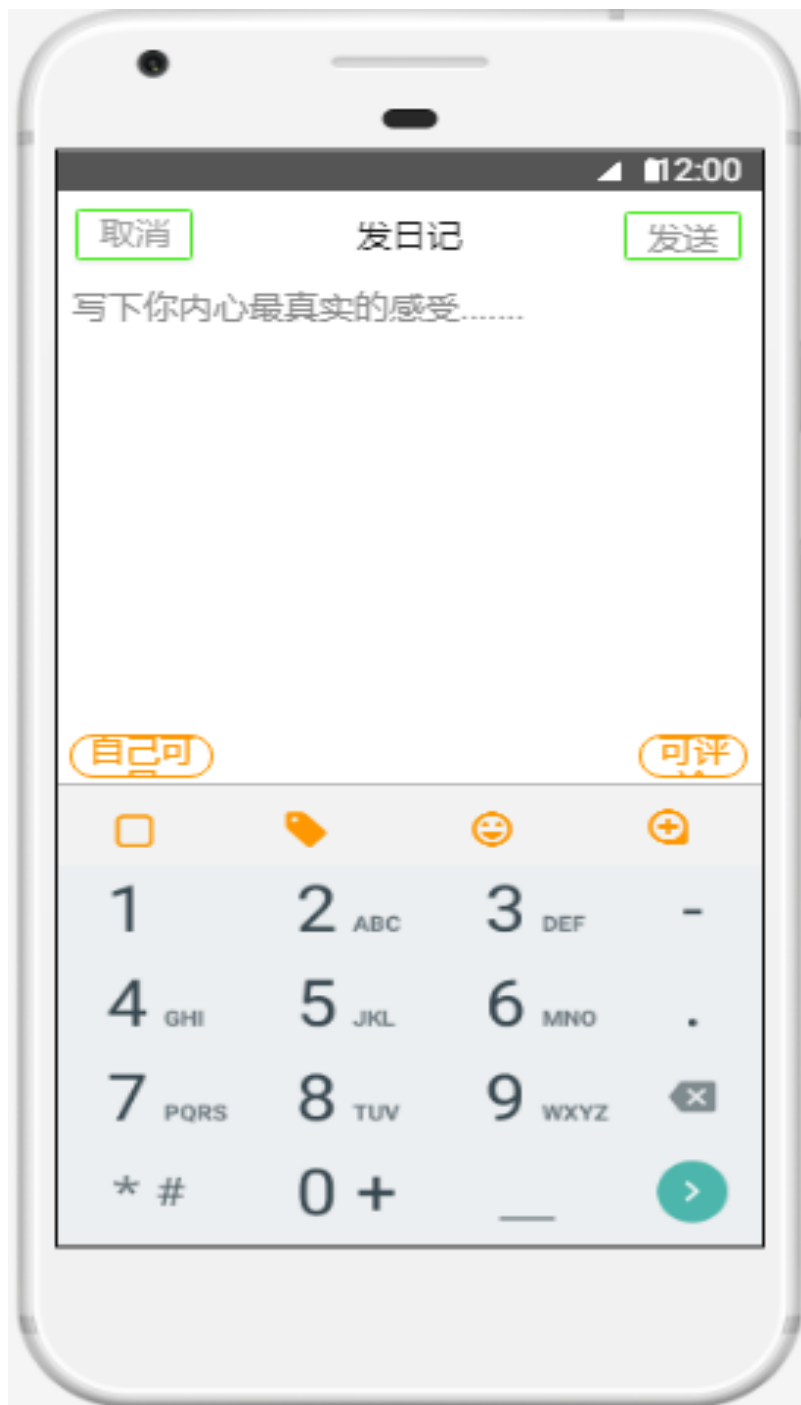 12:00
取消 发日记 发送
写下你内心最真实的感受.......
自己可 可评
1 2 ABC 3 DEF -
4 GHI 5 JKL 6 MNO .
7 PQRS 8 TUV 9 WXYZ
* # 0 + _